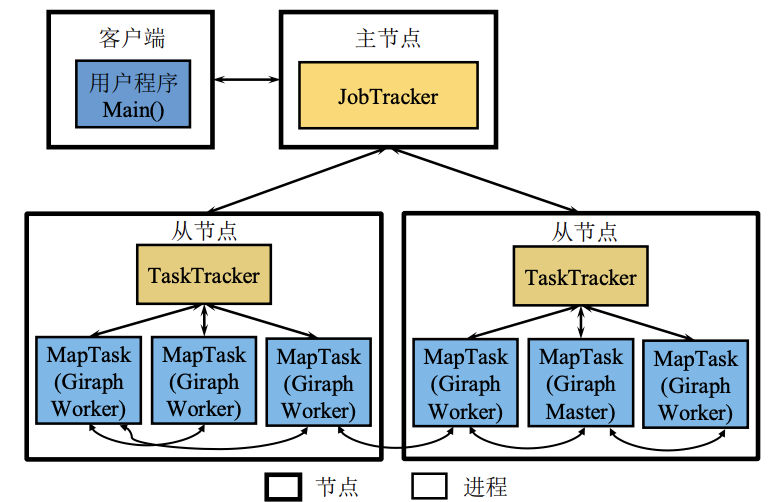 客户端
用户程序
Main()
主节点
JobTracker
从节点
TaskTracker
MapTask
(Giraph
Worker)
MapTask
(Giraph
Worker)
MapTask
(Giraph
Worker)
从节点
TaskTracker
MapTask
(Giraph
Worker)
MapTask
(Giraph
Master)
MapTask
(Giraph
Worker)
节点
进程